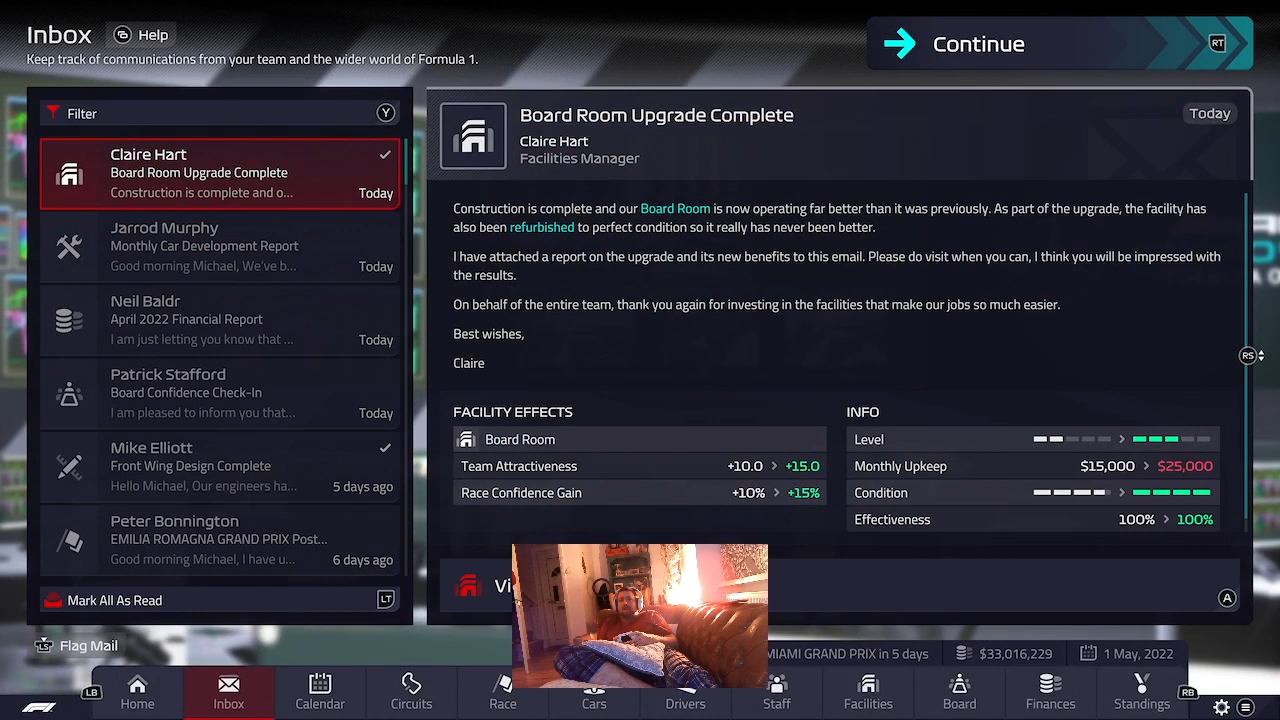 Inbox
Help
Keep track of communications from your team and the wider world of Formula 1.
Continue
RT
Filter
Y
Claire Hart
Board Room Upgrade Complete
Construction is complete and o...
Today
Jarrod Murphy
Monthly Car Development Report
Good morning Michael, We've b...
Today
Neil Baldr
April 2022 Financial Report
I am just letting you know that ...
Today
Patrick Stafford
Board Confidence Check-In
I am pleased to inform you that...
Today
Mike Elliott
Front Wing Design Complete
Hello Michael, Our engineers ha...
5 days ago
Peter Bonnington
EMILIA ROMAGNA GRAND PRIX Post...
Good morning Michael, I have u...
6 days ago
Mark All As Read
LT
LS
Flag Mail
Board Room Upgrade Complete
Today
Claire Hart
Facilities Manager
Construction is complete and our Board Room is now operating far better than it was previously. As part of the upgrade, the facility has
also been refurbished to perfect condition so it really has never been better.
I have attached a report on the upgrade and its new benefits to this email. Please do visit when you can, I think you will be impressed with
the results.
On behalf of the entire team, thank you again for investing in the facilities that make our jobs so much easier.
Best wishes,
Claire
RS
FACILITY EFFECTS
Board Room
Team Attractiveness +10.0 > +15.0
Race Confidence Gain +10% > +15%
INFO
Level >
Monthly Upkeep $15,000 > $25,000
Condition >
Effectiveness 100% > 100%
A
MIAMI GRAND PRIX in 5 days
$33,016,229
1 May, 2022
LB
Home
Inbox
Calendar
Circuits
Race
Cars
Drivers
Staff
Facilities
Board
Finances
Standings
RB